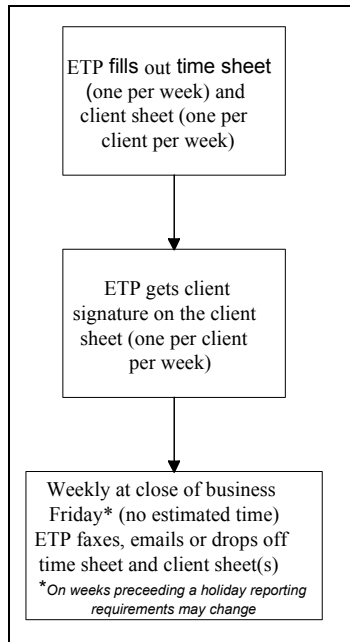 ETP fills out time sheet
(one per week) and
client sheet (one per
client per week)
ETP gets client
signature on the client
sheet (one per client
per week)
Weekly at close of business
Friday* (no estimated time)
ETP faxes, emails or drops off
time sheet and client sheet(s)
*On weeks preceeding a holiday reporting
requirements may change